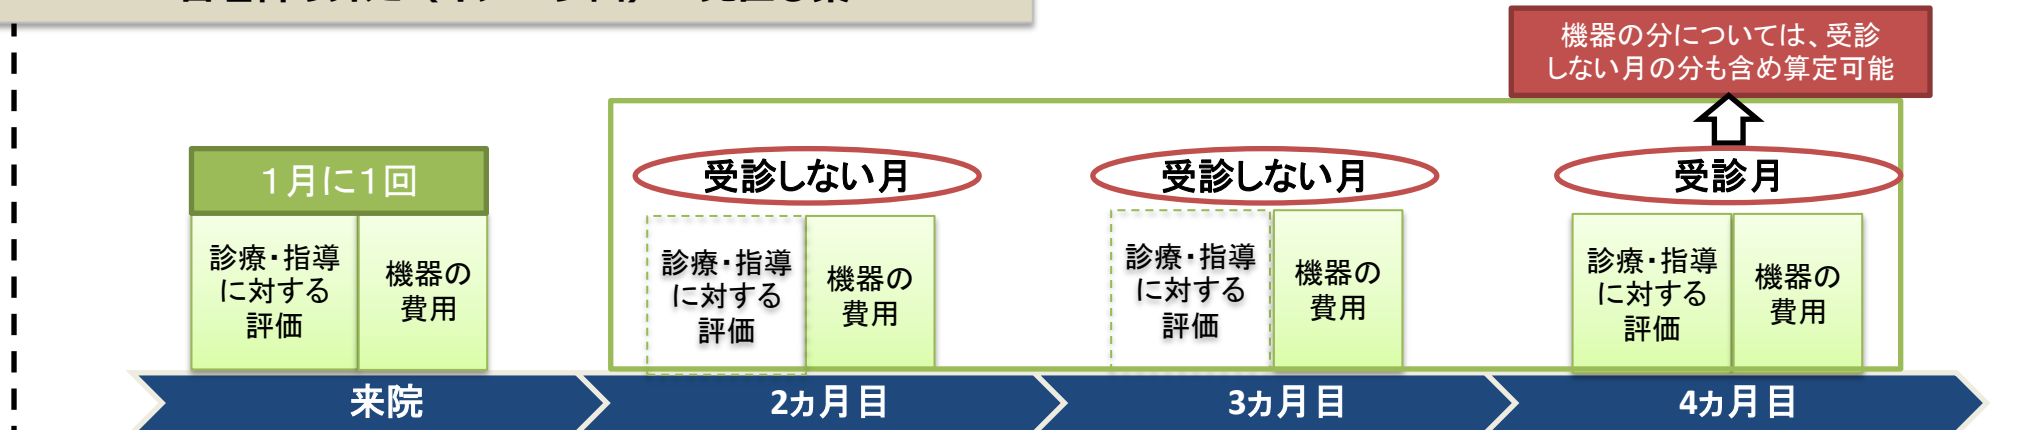 機器の分については、受診
しない月の分も含め算定可能
1月に1回
受診しない月
受診しない月
受診月
診療・指導
に対する
評価
機器の
費用
診療・指導
に対する
評価
機器の
費用
診療・指導
に対する
評価
機器の
費用
診療・指導
に対する
評価
機器の
費用
来院
2ヵ月目
3ヵ月目
4ヵ月目